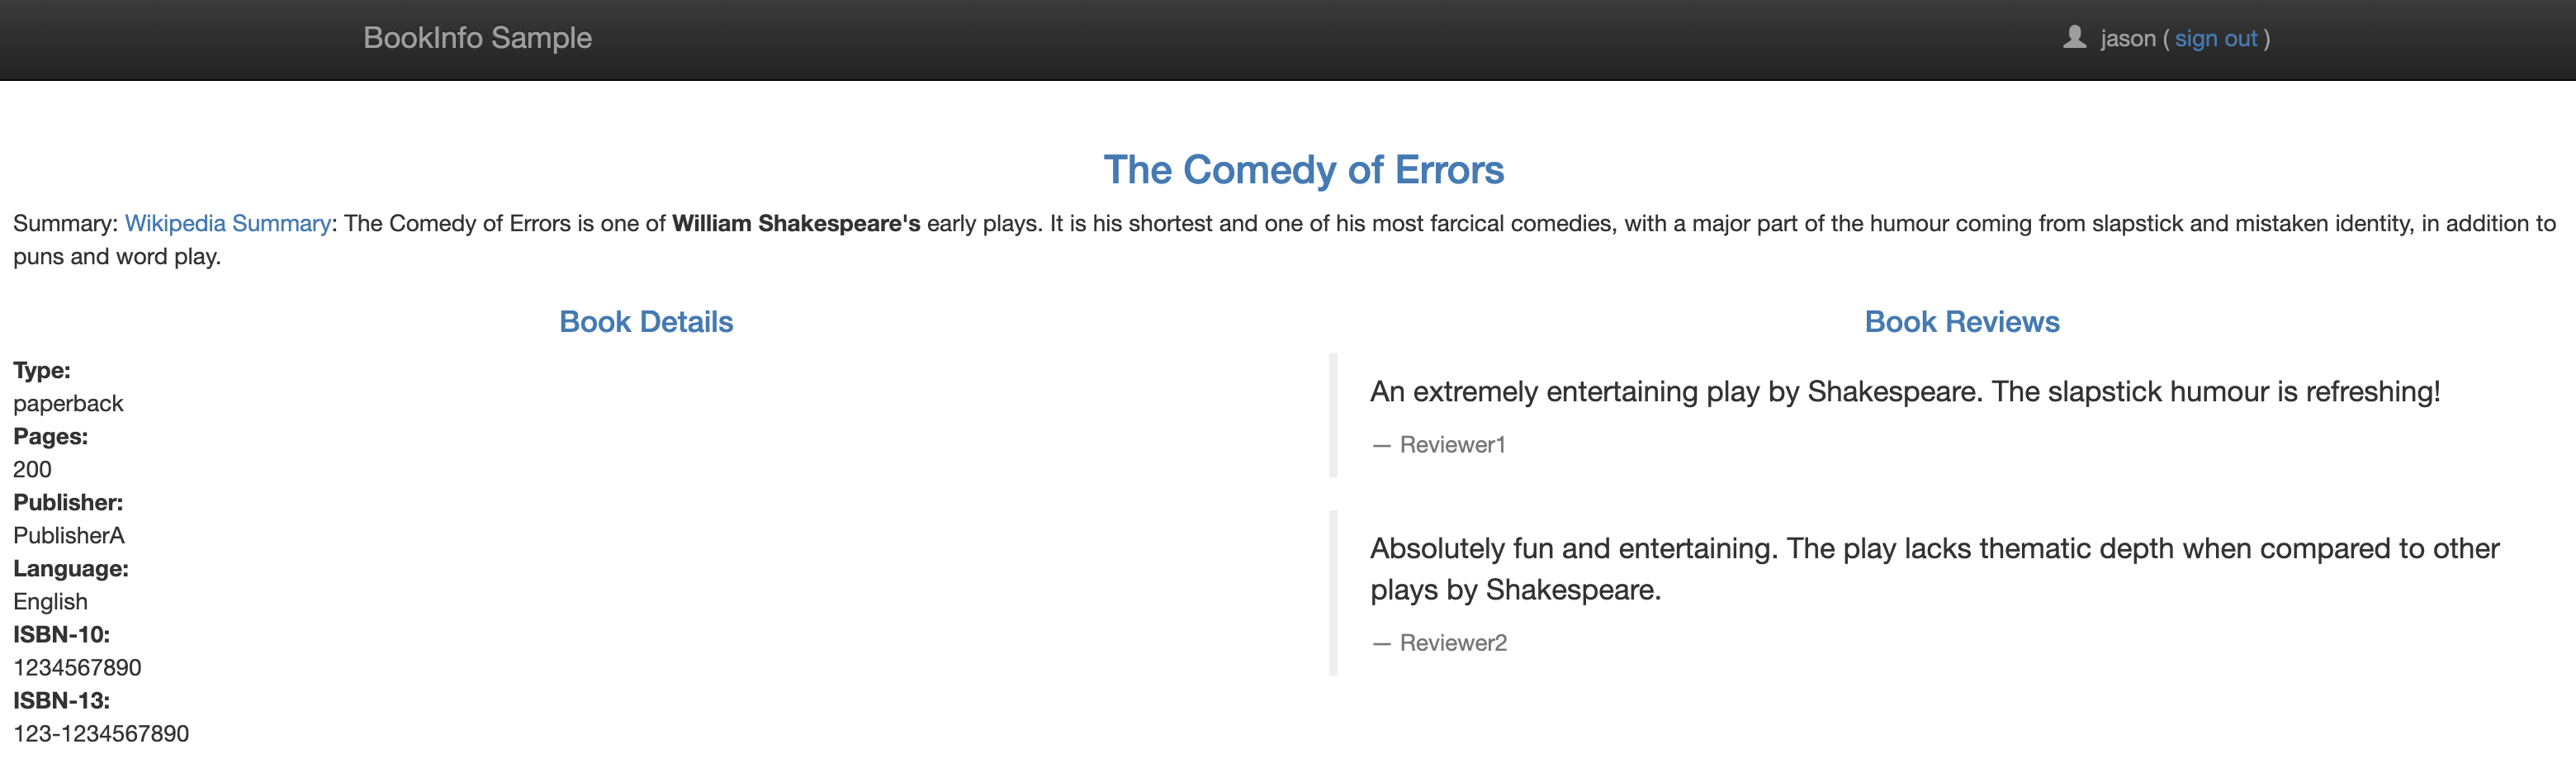 BookInfo Sample
jason ( sign out )
The Comedy of Errors
Summary: Wikipedia Summary: The Comedy of Errors is one of William Shakespeare's early plays. It is his shortest and one of his most farcical comedies, with a major part of the humour coming from slapstick and mistaken identity, in addition to
puns and word play.
Book Details
Type:
paperback
Pages:
200
Publisher:
PublisherA
Language:
English
ISBN-10:
1234567890
ISBN-13:
123-1234567890
Book Reviews
An extremely entertaining play by Shakespeare. The slapstick humour is refreshing!
— Reviewer1
Absolutely fun and entertaining. The play lacks thematic depth when compared to other
plays by Shakespeare.
— Reviewer2